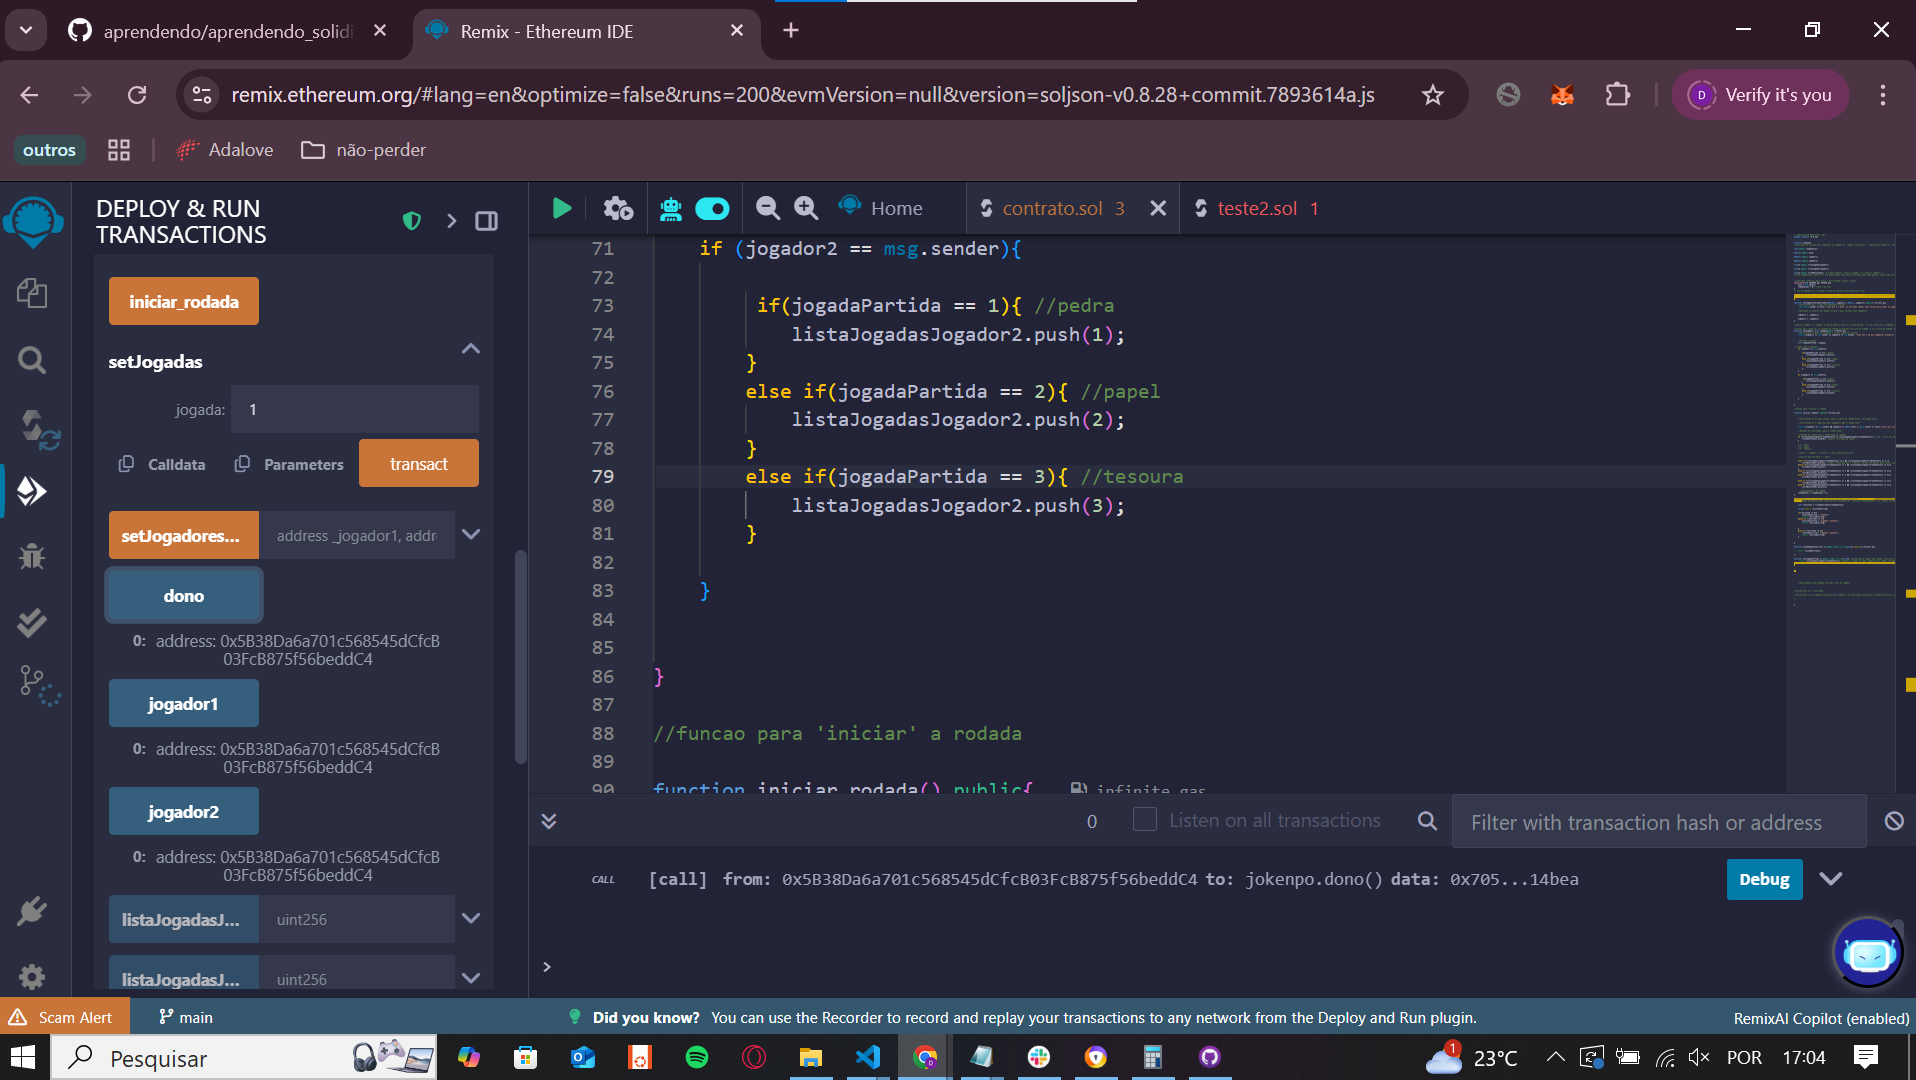 aprendendo/aprendendo_solidi
Remix - Ethereum IDE
remix.ethereum.org/#lang=en&optimize=false&runs=200&evmVersion=null&version=soljson-v0.8.28+commit.7893614a.js
D
Verify it's you
outros
Adalove
não-perder
DEPLOY & RUN
TRANSACTIONS
iniciar_rodada
setJogadas
jogada:
1
Calldata
Parameters
transact
setJogadores...
address _jogador1, addr
dono
0: address: 0x5B38Da6a701c568545dCfcB
03FcB875f56beddC4
jogador1
0: address: 0x5B38Da6a701c568545dCfcB
03FcB875f56beddC4
jogador2
0: address: 0x5B38Da6a701c568545dCfcB
03FcB875f56beddC4
listaJogadasJ...
uint256
listaJogadasJ...
uint256
Home
contrato.sol 3
teste2.sol 1
71 if (jogador2 == msg.sender){
72
73 if(jogadaPartida == 1){ //pedra
74 listaJogadasJogador2.push(1);
75 }
76 else if(jogadaPartida == 2){ //papel
77 listaJogadasJogador2.push(2);
78 }
79 else if(jogadaPartida == 3){ //tesoura
80 listaJogadasJogador2.push(3);
81 }
82
83 }
84
85
86 }
87
88 //funcao para 'iniciar' a rodada
89
90 function iniciar_rodada() public{ infinite gas
0
Listen on all transactions
Filter with transaction hash or address
CALL [call] from: 0x5B38Da6a701c568545dCfcB03FcB875f56beddC4 to: jokenpo.dono() data: 0x705...14bea
Debug
>
Scam Alert
main
Did you know? You can use the Recorder to record and replay your transactions to any network from the Deploy and Run plugin.
RemixAI Copilot (enabled)
Pesquisar
1
23°C
POR
17:04